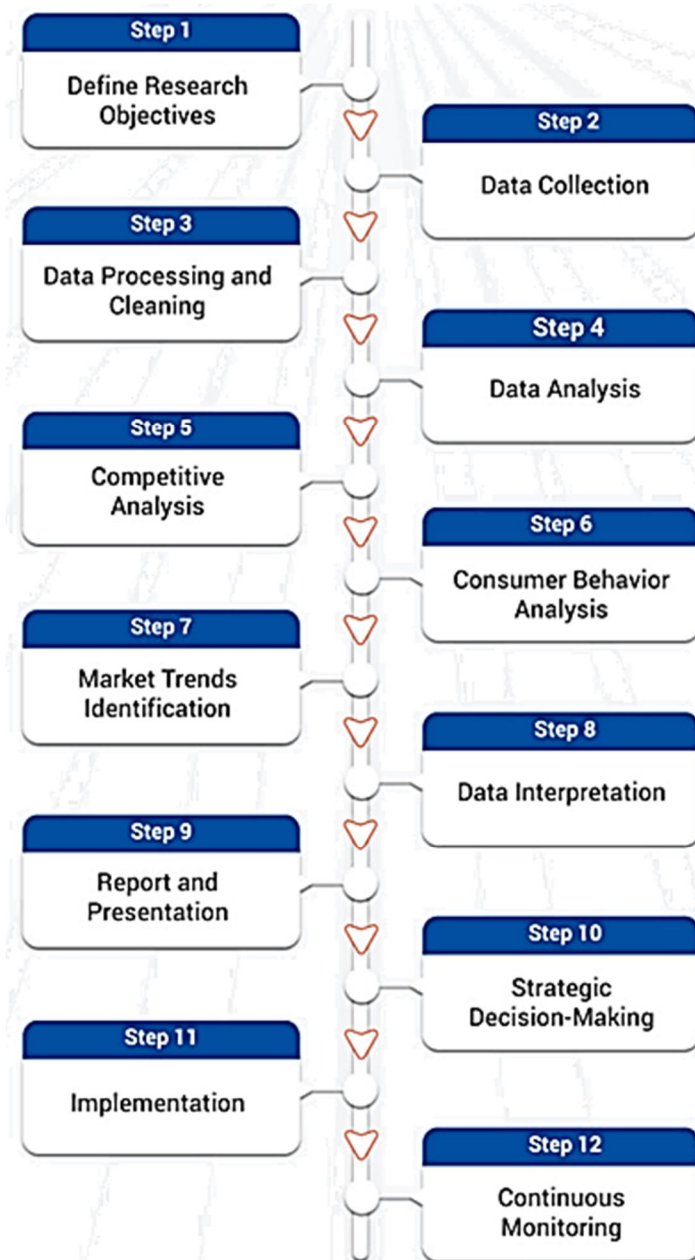 Step 1
Define Research
Objectives
Step 2
Data Collection
Step 3
Data Processing and
Cleaning
Step 4
Data Analysis
Step 5
Competitive
Analysis
Step 6
Consumer Behavior
Analysis
Step 7
Market Trends
Identification
Step 8
Data Interpretation
Step 9
Report and
Presentation
Step 10
Strategic
Decision-Making
Step 11
Implementation
Step 12
Continuous
Monitoring